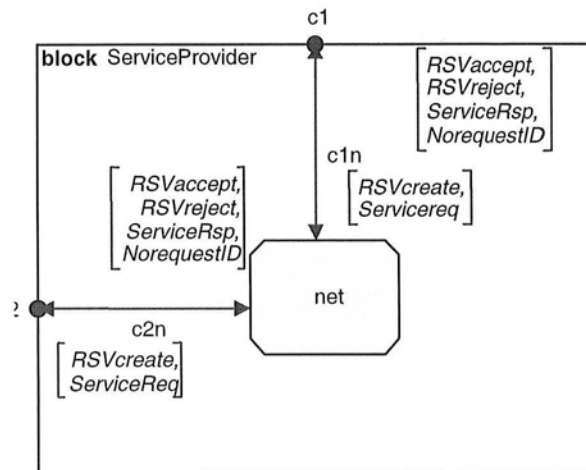 c1
block ServiceProvider
RSVaccept,
RSVreject,
ServiceRsp,
NorequestID
c1n
RSVcreate,
Servicereq
RSVaccept,
RSVreject,
ServiceRsp,
NorequestID
net
c2n
RSVcreate,
ServiceReq